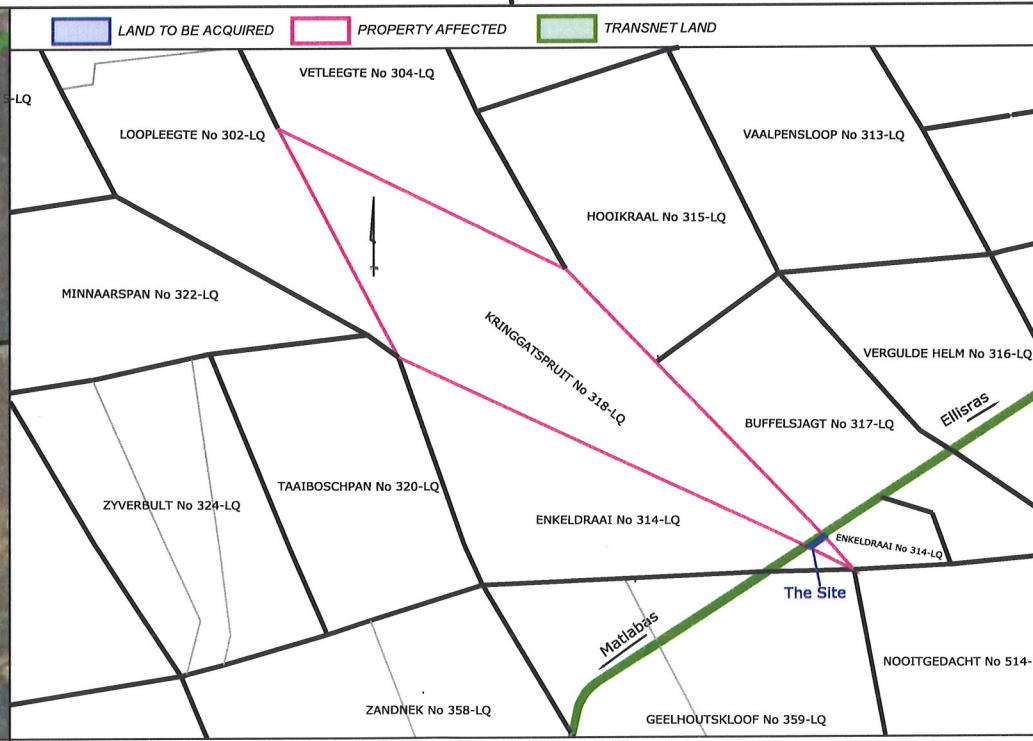 LAND TO BE ACQUIRED
PROPERTY AFFECTED
TRANSNET LAND
VETLEEGTE No 304-LQ
-LQ
LOOPLEEGTE No 302-LQ
VAALPENSLOOP No 313-LQ
HOOIKRAAL No 315-LQ
MINNAARSPAN No 322-LQ
KRINGGATSPRUIT No 318-LQ
VERGULDE HELM No 316-LQ
Ellisras
BUFFELSJAGT No 317-LQ
TAAIBOSCHPAN No 320-LQ
ZYVERBULT No 324-LQ
ENKELDRAAI No 314-LQ
ENKELDRAAI No 314-LQ
The Site
Matlabas
NOOITGEDACHT No 514-
ZANDNEK No 358-LQ
GEELHOUTSKLOOF No 359-LQ